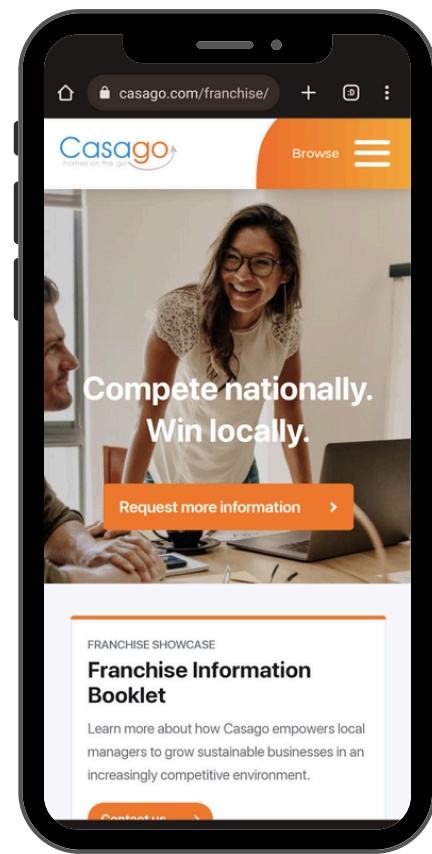 casago.com/franchise/
:D
Casago
homes on the go
Browse
Compete nationally.
Win locally.
Request more information
FRANCHISE SHOWCASE
Franchise Information
Booklet
Learn more about how Casago empowers local
managers to grow sustainable businesses in an
increasingly competitive environment.
Contact us